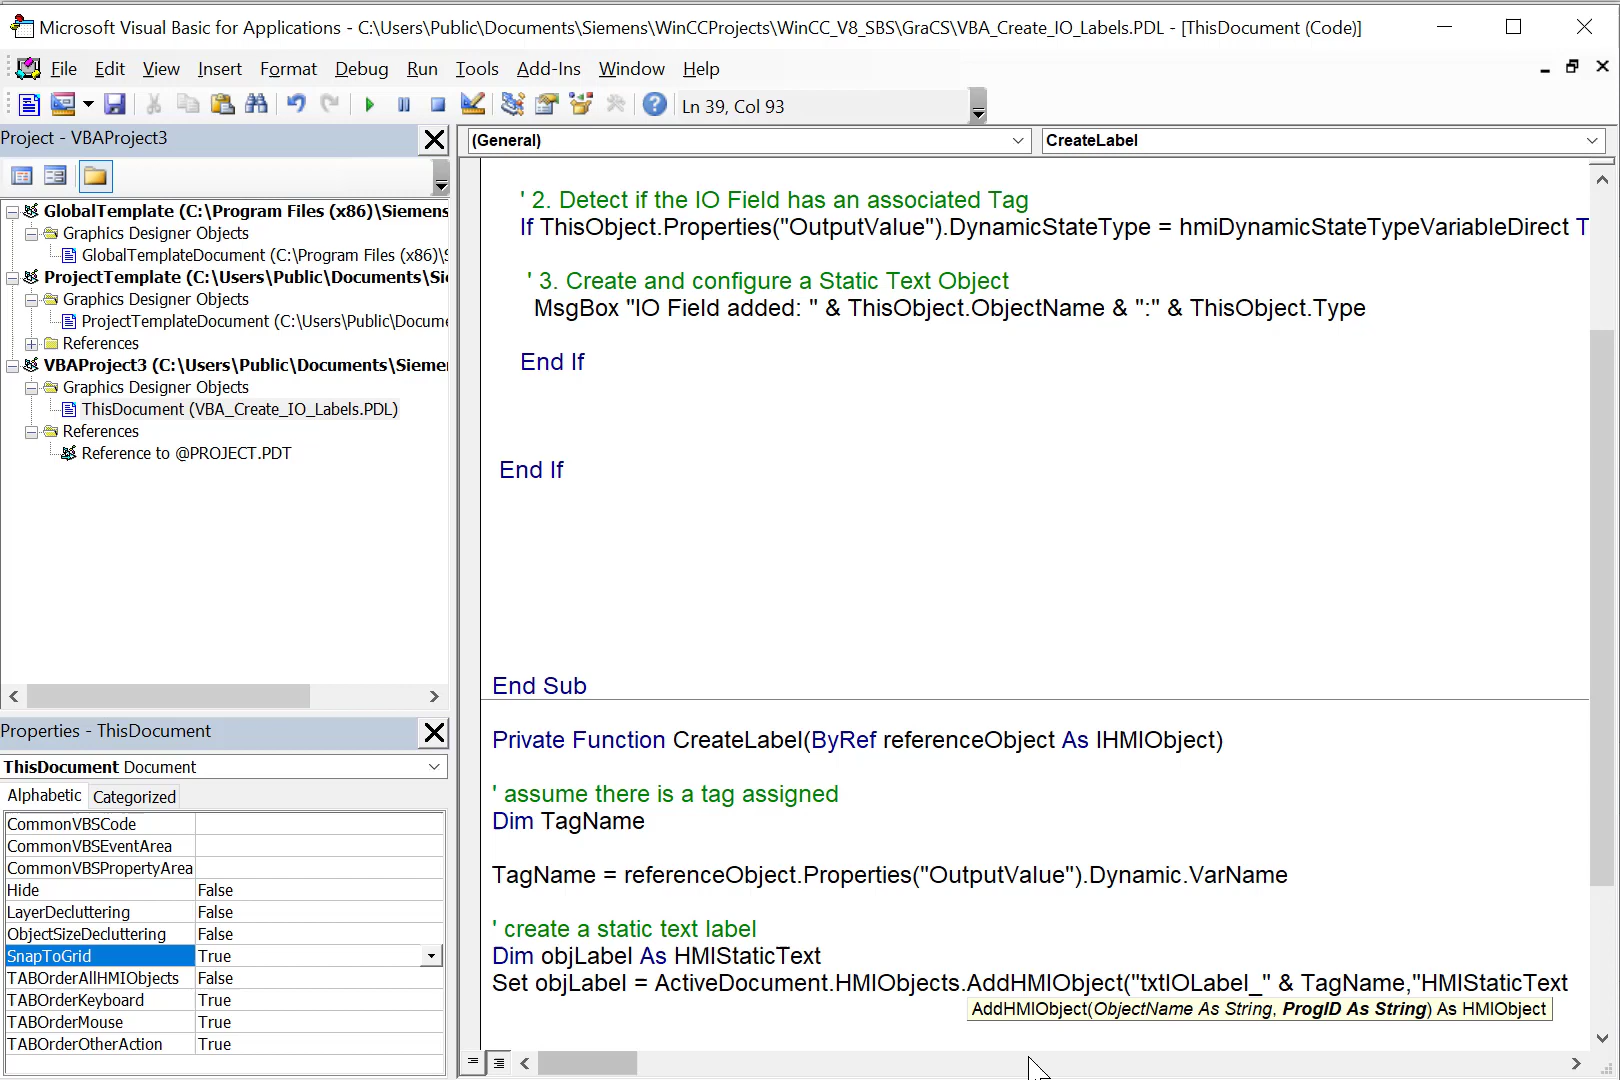 Microsoft Visual Basic for Applications - C:\Users\Public\Documents\Siemens\WinCCProjects\WinCC_V8_SBS\GraCS\VBA_Create_IO_Labels.PDL - [ThisDocument (Code)]
File Edit View Insert Format Debug Run Tools Add-Ins Window Help
Ln 39, Col 93
Project - VBAProject3
GlobalTemplate (C:\Program Files (x86)\Siemens
Graphics Designer Objects
GlobalTemplateDocument (C:\Program Files (x86)\S
ProjectTemplate (C:\Users\Public\Documents\Si
Graphics Designer Objects
ProjectTemplateDocument (C:\Users\Public\Docume
References
VBAProject3 (C:\Users\Public\Documents\Sieme
Graphics Designer Objects
ThisDocument (VBA_Create_IO_Labels.PDL)
References
Reference to @PROJECT.PDT
Properties - ThisDocument
ThisDocument Document
Alphabetic Categorized
CommonVBSCode
CommonVBSEventArea
CommonVBSPropertyArea
Hide False
LayerDecluttering False
ObjectSizeDecluttering False
SnapToGrid True
TABOrderAllHMIObjects False
TABOrderKeyboard True
TABOrderMouse True
TABOrderOtherAction True
(General) CreateLabel
' 2. Detect if the IO Field has an associated Tag
If ThisObject.Properties("OutputValue").DynamicStateType = hmiDynamicStateTypeVariableDirect T
' 3. Create and configure a Static Text Object
MsgBox "IO Field added: " & ThisObject.ObjectName & ":" & ThisObject.Type
End If
End If
End Sub
Private Function CreateLabel(ByRef referenceObject As IHMIObject)
' assume there is a tag assigned
Dim TagName
TagName = referenceObject.Properties("OutputValue").Dynamic.VarName
' create a static text label
Dim objLabel As HMIStaticText
Set objLabel = ActiveDocument.HMIObjects.AddHMIObject("txtIOLabel_" & TagName,"HMIStaticText
AddHMIObject(ObjectName As String, ProgID As String) As HMIObject